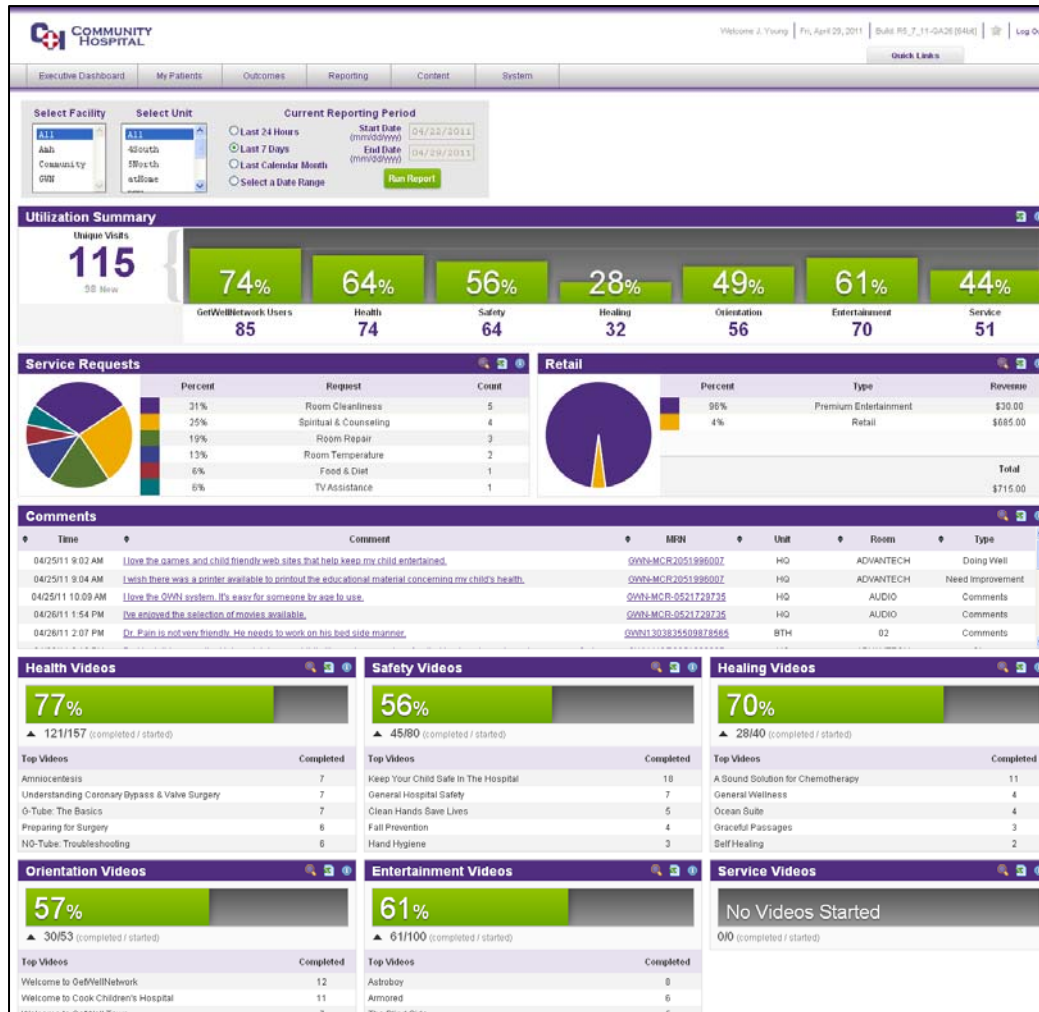 COMMUNITY HOSPITAL
Welcome J. Young | Fri, April 29, 2011 | Build: R5_7_11-GA26 [64bit] | Log
Quick Links
Executive Dashboard My Patients Outcomes Reporting Content System
Select Facility Select Unit Current Reporting Period
All All Last 24 Hours Start Date (mm/dd/yyyy) 04/22/2011
Amh 4South Last 7 Days End Date (mm/dd/yyyy) 04/29/2011
Community 5North Last Calendar Month
GWN atHome Select a Date Range Run Report
Utilization Summary
Unique Visits
115
98 New
74% 64% 56% 28% 49% 61% 44%
GetWellNetwork Users Health Safety Healing Orientation Entertainment Service
85 74 64 32 56 70 51
Service Requests
Percent Request Count
31% Room Cleanliness 5
25% Spiritual & Counseling 4
19% Room Repair 3
13% Room Temperature 2
6% Food & Diet 1
6% TV Assistance 1
Retail
Percent Type Revenue
96% Premium Entertainment $30.00
4% Retail $685.00
Total
$715.00
Comments
Time Comment MRN Unit Room Type
04/25/11 9:02 AM I love the games and child friendly web sites that help keep my child entertained. GWN-MCR2051996007 HQ ADVANTECH Doing Well
04/25/11 9:04 AM I wish there was a printer available to printout the educational material concerning my child's health. GWN-MCR2051996007 HQ ADVANTECH Need Improvement
04/25/11 10:09 AM I love the GWN system. It's easy for someone by age to use. GWN-MCR-0521729735 HQ AUDIO Comments
04/26/11 1:54 PM I've enjoyed the selection of movies available. GWN-MCR-0521729735 HQ AUDIO Comments
04/26/11 2:07 PM Dr. Pain is not very friendly. He needs to work on his bed side manner. GWN1303835509878565 BTH 02 Comments
Health Videos
77%
121/157 (completed / started)
Top Videos Completed
Amniocentesis 7
Understanding Coronary Bypass & Valve Surgery 7
G-Tube: The Basics 7
Preparing for Surgery 6
NG-Tube: Troubleshooting 6
Safety Videos
56%
45/80 (completed / started)
Top Videos Completed
Keep Your Child Safe In The Hospital 18
General Hospital Safety 7
Clean Hands Save Lives 5
Fall Prevention 4
Hand Hygiene 3
Healing Videos
70%
28/40 (completed / started)
Top Videos Completed
A Sound Solution for Chemotherapy 11
General Wellness 4
Ocean Suite 4
Graceful Passages 3
Self Healing 2
Orientation Videos
57%
30/53 (completed / started)
Top Videos Completed
Welcome to GetWellNetwork 12
Welcome to Cook Children's Hospital 11
Entertainment Videos
61%
61/100 (completed / started)
Top Videos Completed
Astroboy 8
Armored 6
Service Videos
No Videos Started
0/0 (completed / started)